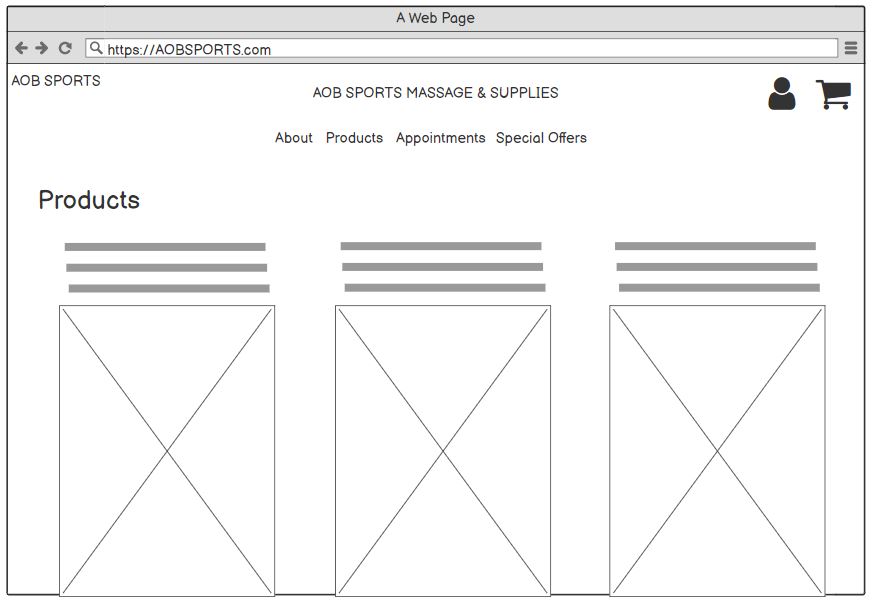 A Web Page
https://AOBSPORTS.com
AOB SPORTS
AOB SPORTS MASSAGE & SUPPLIES
About Products Appointments Special Offers
Products